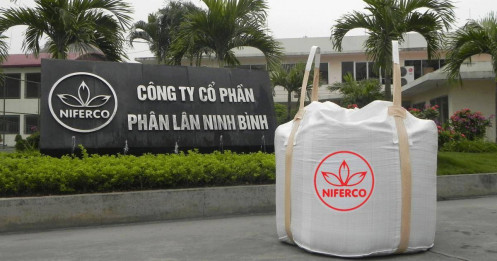 CÔNG TY CỔ PHẦN
PHÂN LÂN NINH BÌNH
NIFERCO
NIFERCO